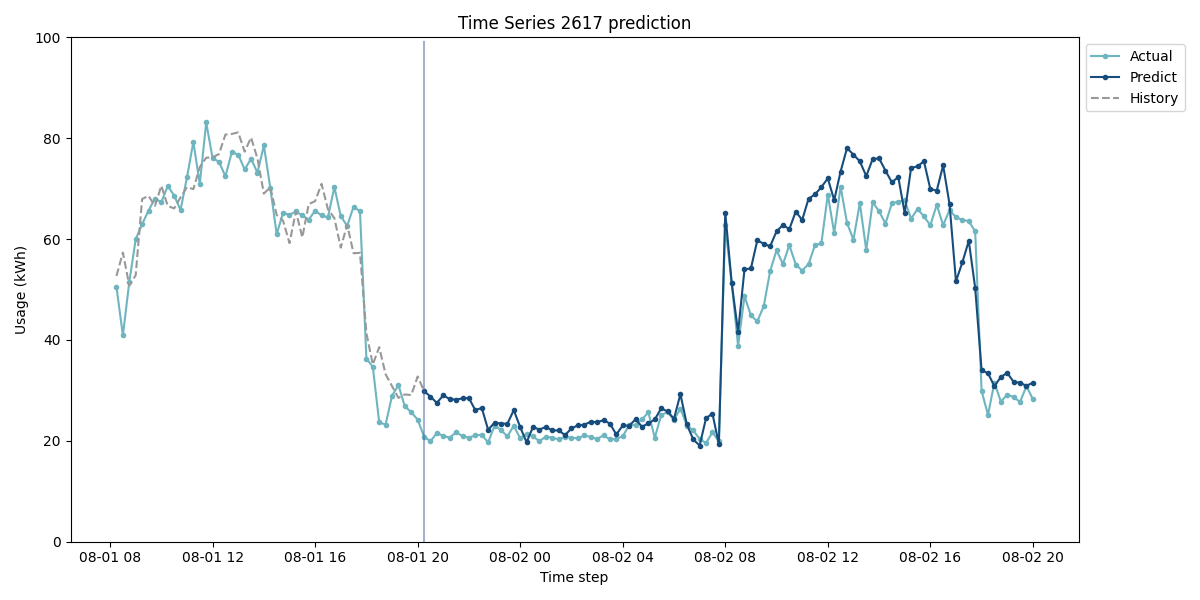 Time Series 2617 prediction
100
80
60
40
20
0
Usage (kWh)
08-01 08
08-01 12
08-01 16
08-01 20
08-02 00
08-02 04
08-02 08
08-02 12
08-02 16
08-02 20
Time step
Actual
Predict
History